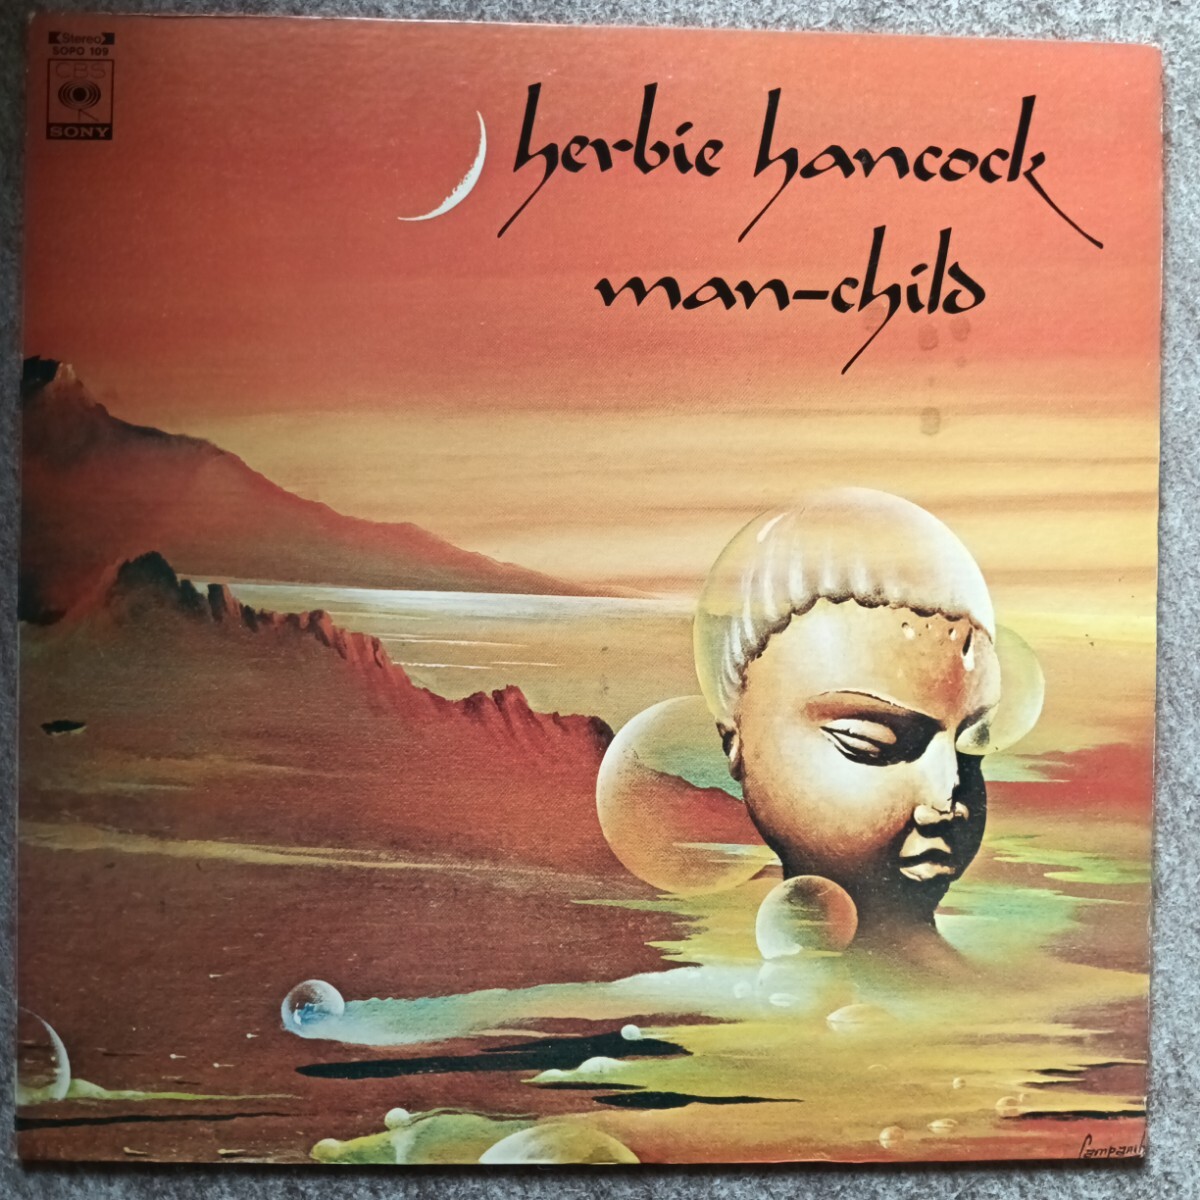 Stereo
SOPO 109
CBS
SONY
herbie hancock
man-child